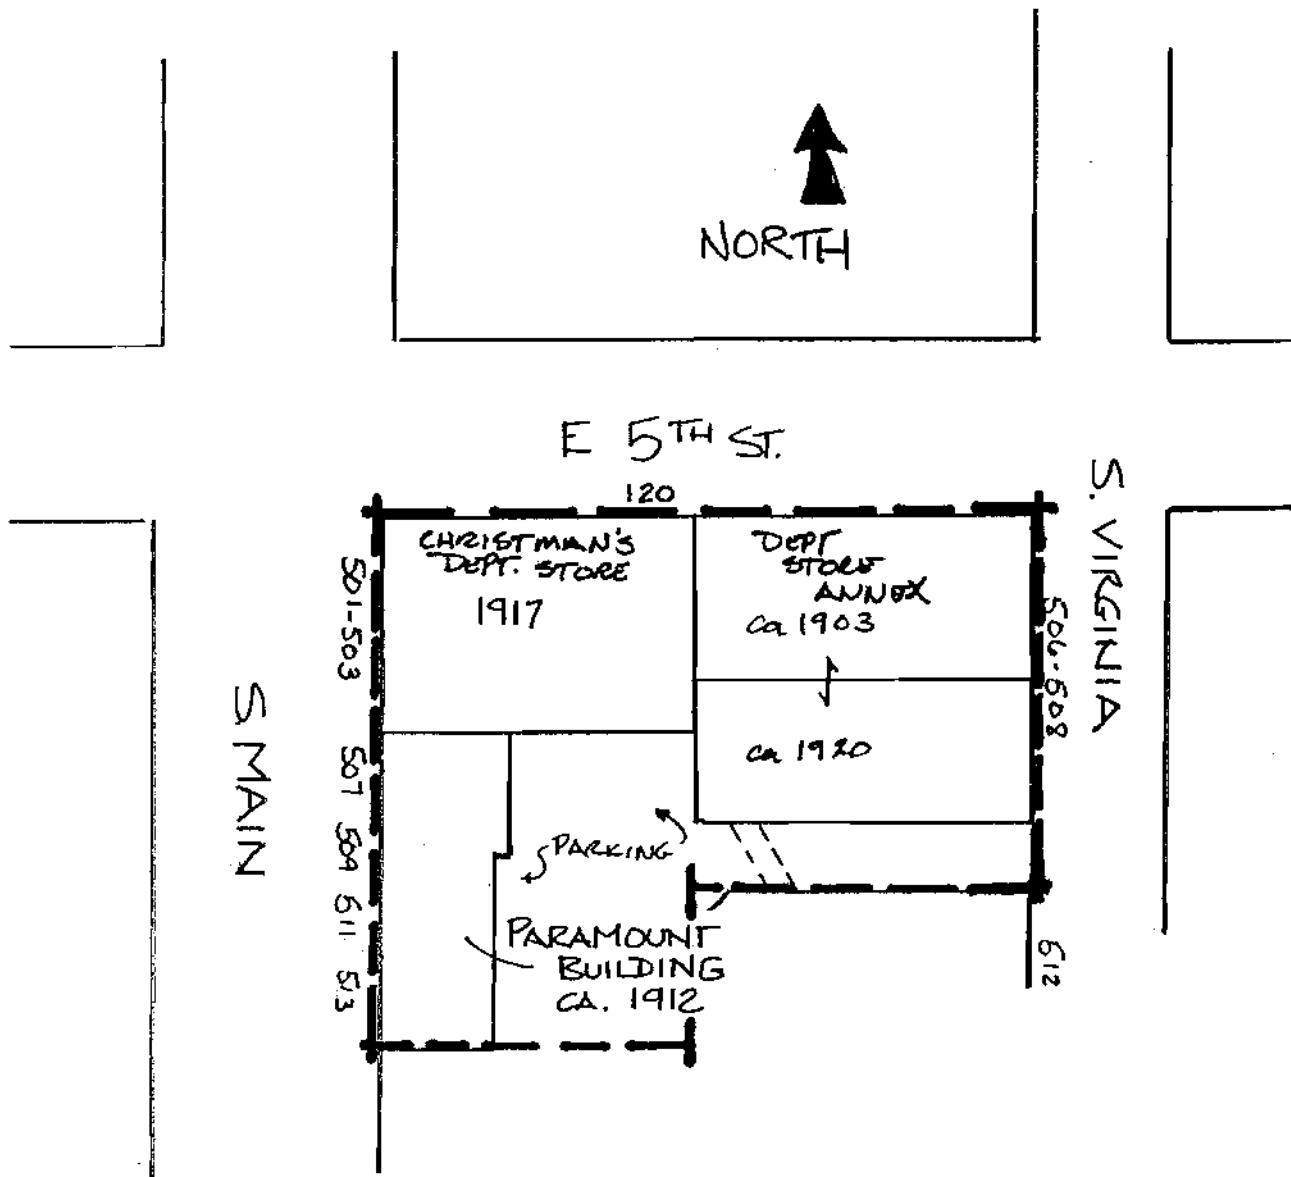 NORTH
E 5TH ST.
120
CHRISTMAN'S
DEPT. STORE
1917
DEPT
STORE
ANNEX
ca 1903
ca 1920
S. VIRGINIA
506-508
612
S MAIN
501-503
507
509
511
513
PARKING
PARAMOUNT
BUILDING
CA. 1912